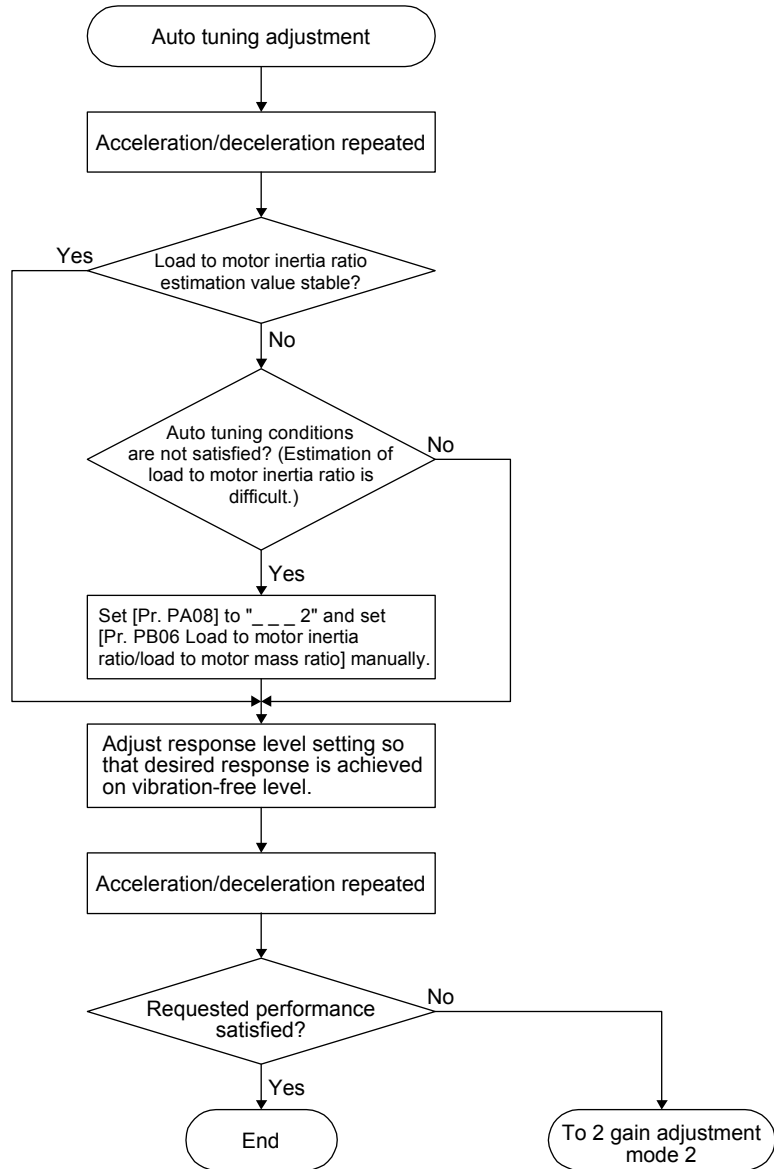 Auto tuning adjustment
Acceleration/deceleration repeated
Yes
Load to motor inertia ratio
estimation value stable?
No
Auto tuning conditions
are not satisfied? (Estimation of
load to motor inertia ratio is
difficult.)
No
Yes
Set [Pr. PA08] to "_ _ _ 2" and set
[Pr. PB06 Load to motor inertia
ratio/load to motor mass ratio] manually.
Adjust response level setting so
that desired response is achieved
on vibration-free level.
Acceleration/deceleration repeated
Requested performance
satisfied?
No
Yes
End
To 2 gain adjustment
mode 2